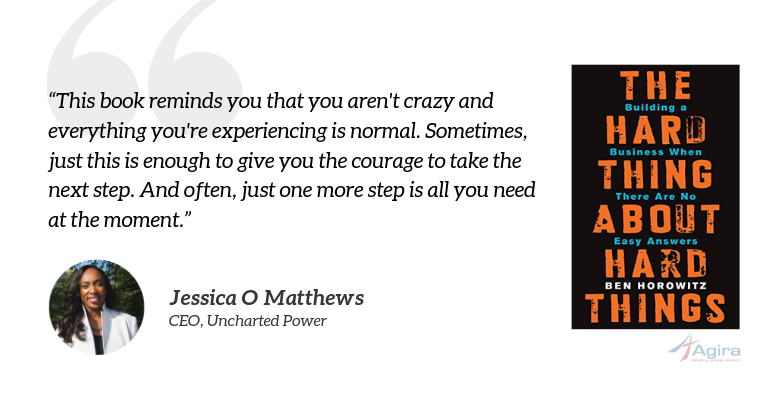 “This book reminds you that you aren't crazy and
everything you're experiencing is normal. Sometimes,
just this is enough to give you the courage to take the
next step. And often, just one more step is all you need
at the moment.”
Jessica O Matthews
CEO, Uncharted Power
THE
Building a
HARD
Business When
THING
There Are No
ABOUT
Easy Answers
HARD
BEN HOROWITZ
THINGS
Agira